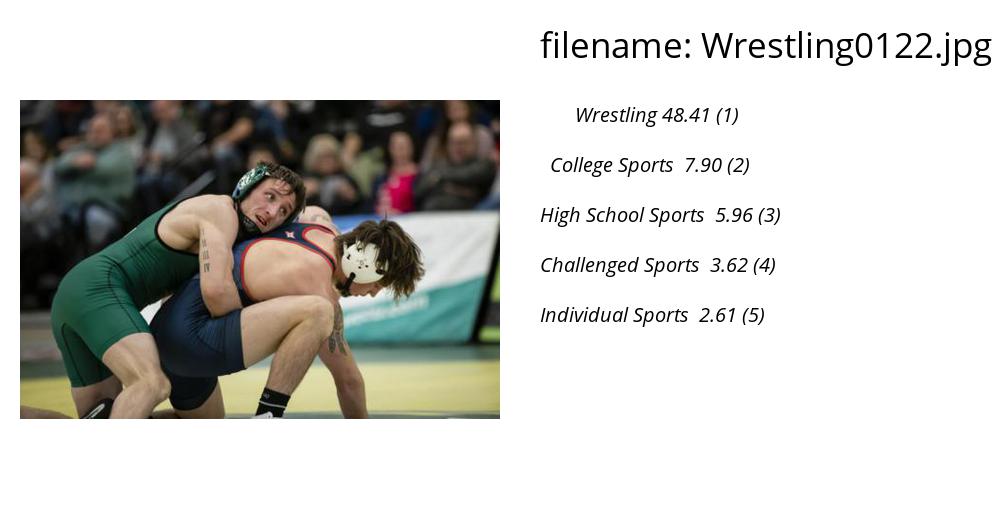 filename: Wrestling0122.jpg
Wrestling 48.41 (1)
College Sports 7.90 (2)
High School Sports 5.96 (3)
Challenged Sports 3.62 (4)
Individual Sports 2.61 (5)